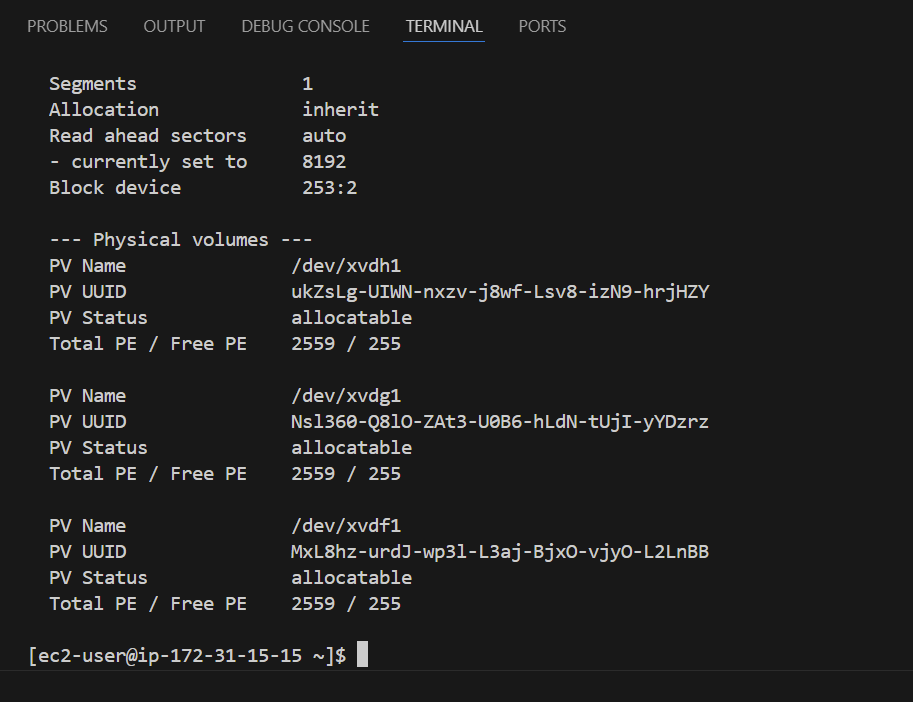 PROBLEMS OUTPUT DEBUG CONSOLE TERMINAL PORTS
Segments 1
Allocation inherit
Read ahead sectors auto
- currently set to 8192
Block device 253:2
--- Physical volumes ---
PV Name /dev/xvdh1
PV UUID ukZsLg-UIWN-nxzv-j8wf-Lsv8-izN9-hrjHZY
PV Status allocatable
Total PE / Free PE 2559 / 255
PV Name /dev/xvdg1
PV UUID Nsl360-Q8lO-ZAt3-U0B6-hLdN-tUjI-yYDzrz
PV Status allocatable
Total PE / Free PE 2559 / 255
PV Name /dev/xvdf1
PV UUID MxL8hz-urdJ-wp3l-L3aj-BjxO-vjyO-L2LnBB
PV Status allocatable
Total PE / Free PE 2559 / 255
[ec2-user@ip-172-31-15-15 ~]$